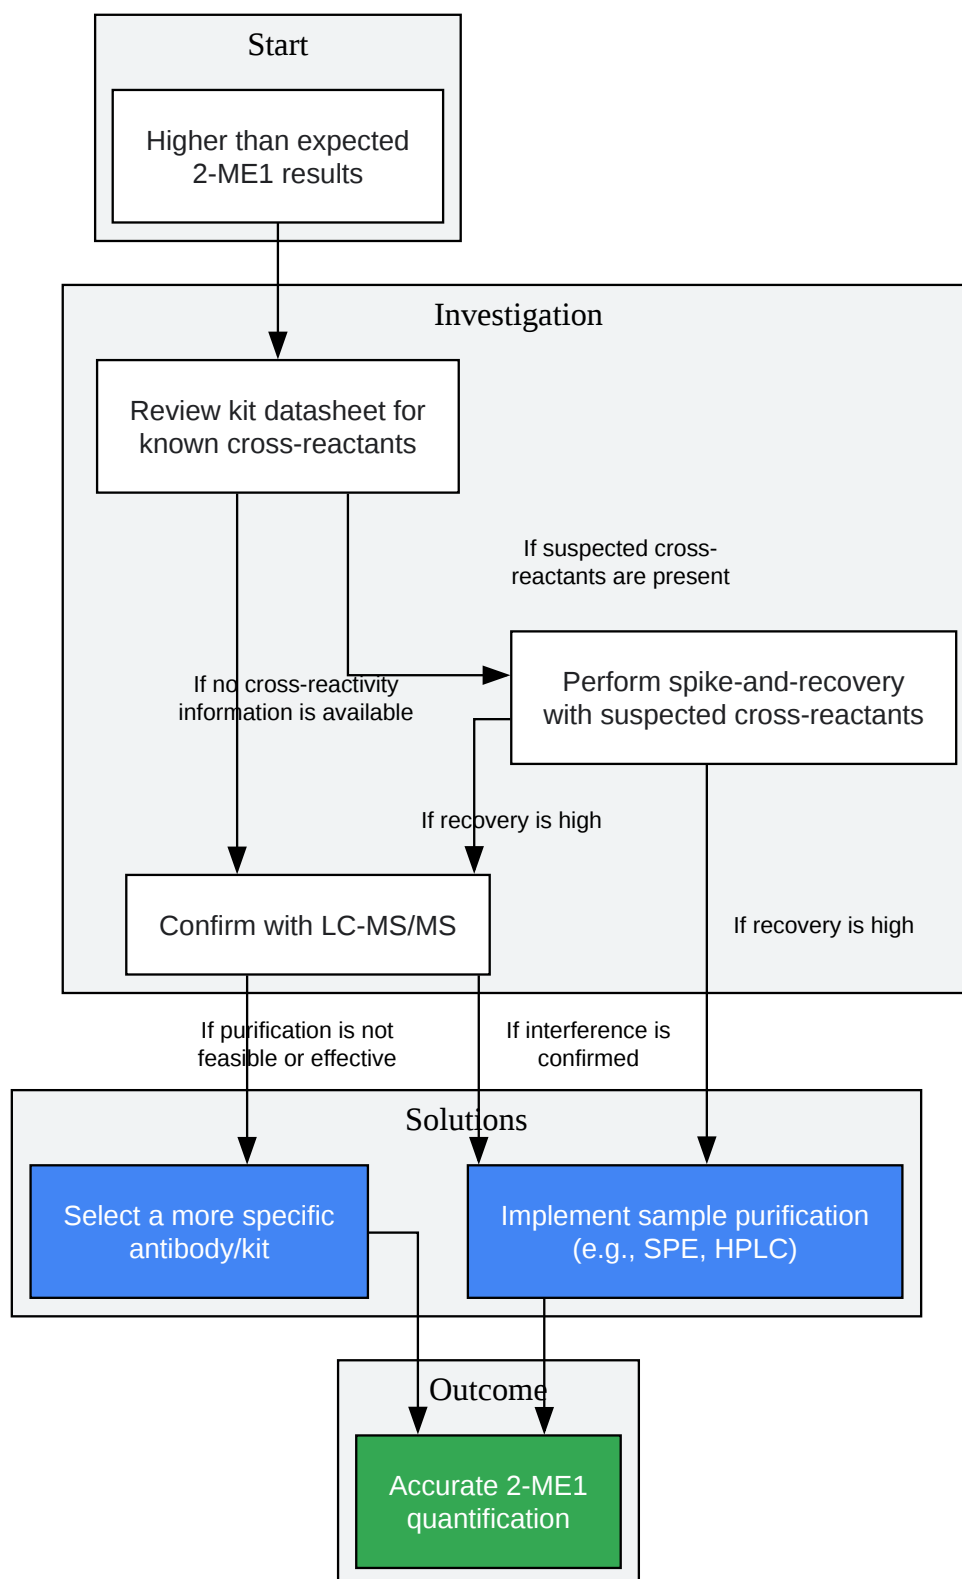 Start
Higher than expected
2-ME1 results
Investigation
Review kit datasheet for
known cross-reactants
If suspected cross-
reactants are present
If no cross-reactivity
information is available
Perform spike-and-recovery
with suspected cross-reactants
If recovery is high
Confirm with LC-MS/MS
If recovery is high
If purification is not
feasible or effective
If interference is
confirmed
Solutions
Select a more specific
antibody/kit
Implement sample purification
(e.g., SPE, HPLC)
Outcome
Accurate 2-ME1
quantification